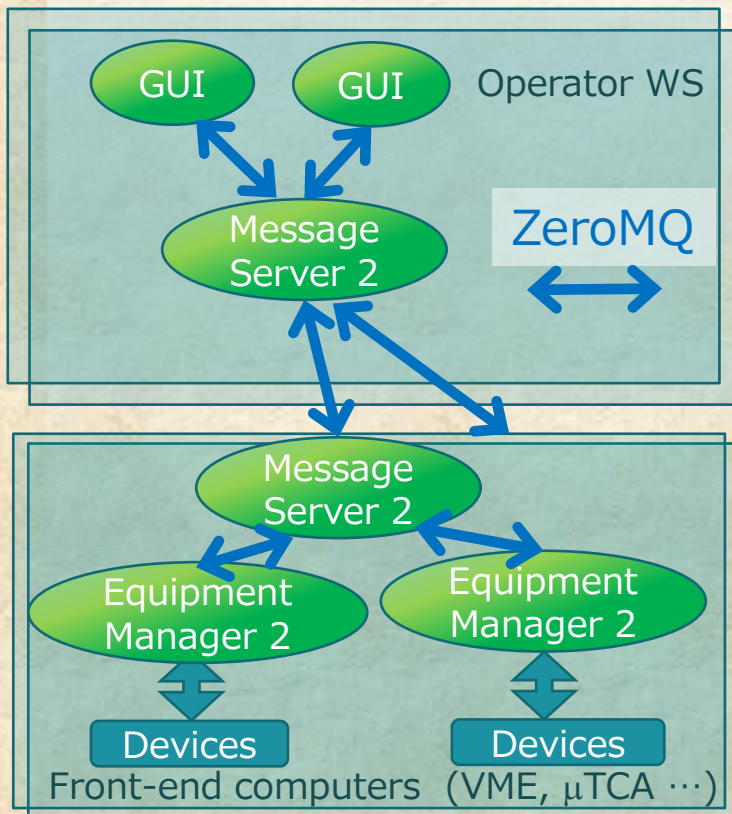 GUI
GUI
Operator WS
Message
Server 2
ZeroMQ
Message
Server 2
Equipment
Manager 2
Equipment
Manager 2
Devices
Devices
Front-end computers (VME, μTCA ⋯)